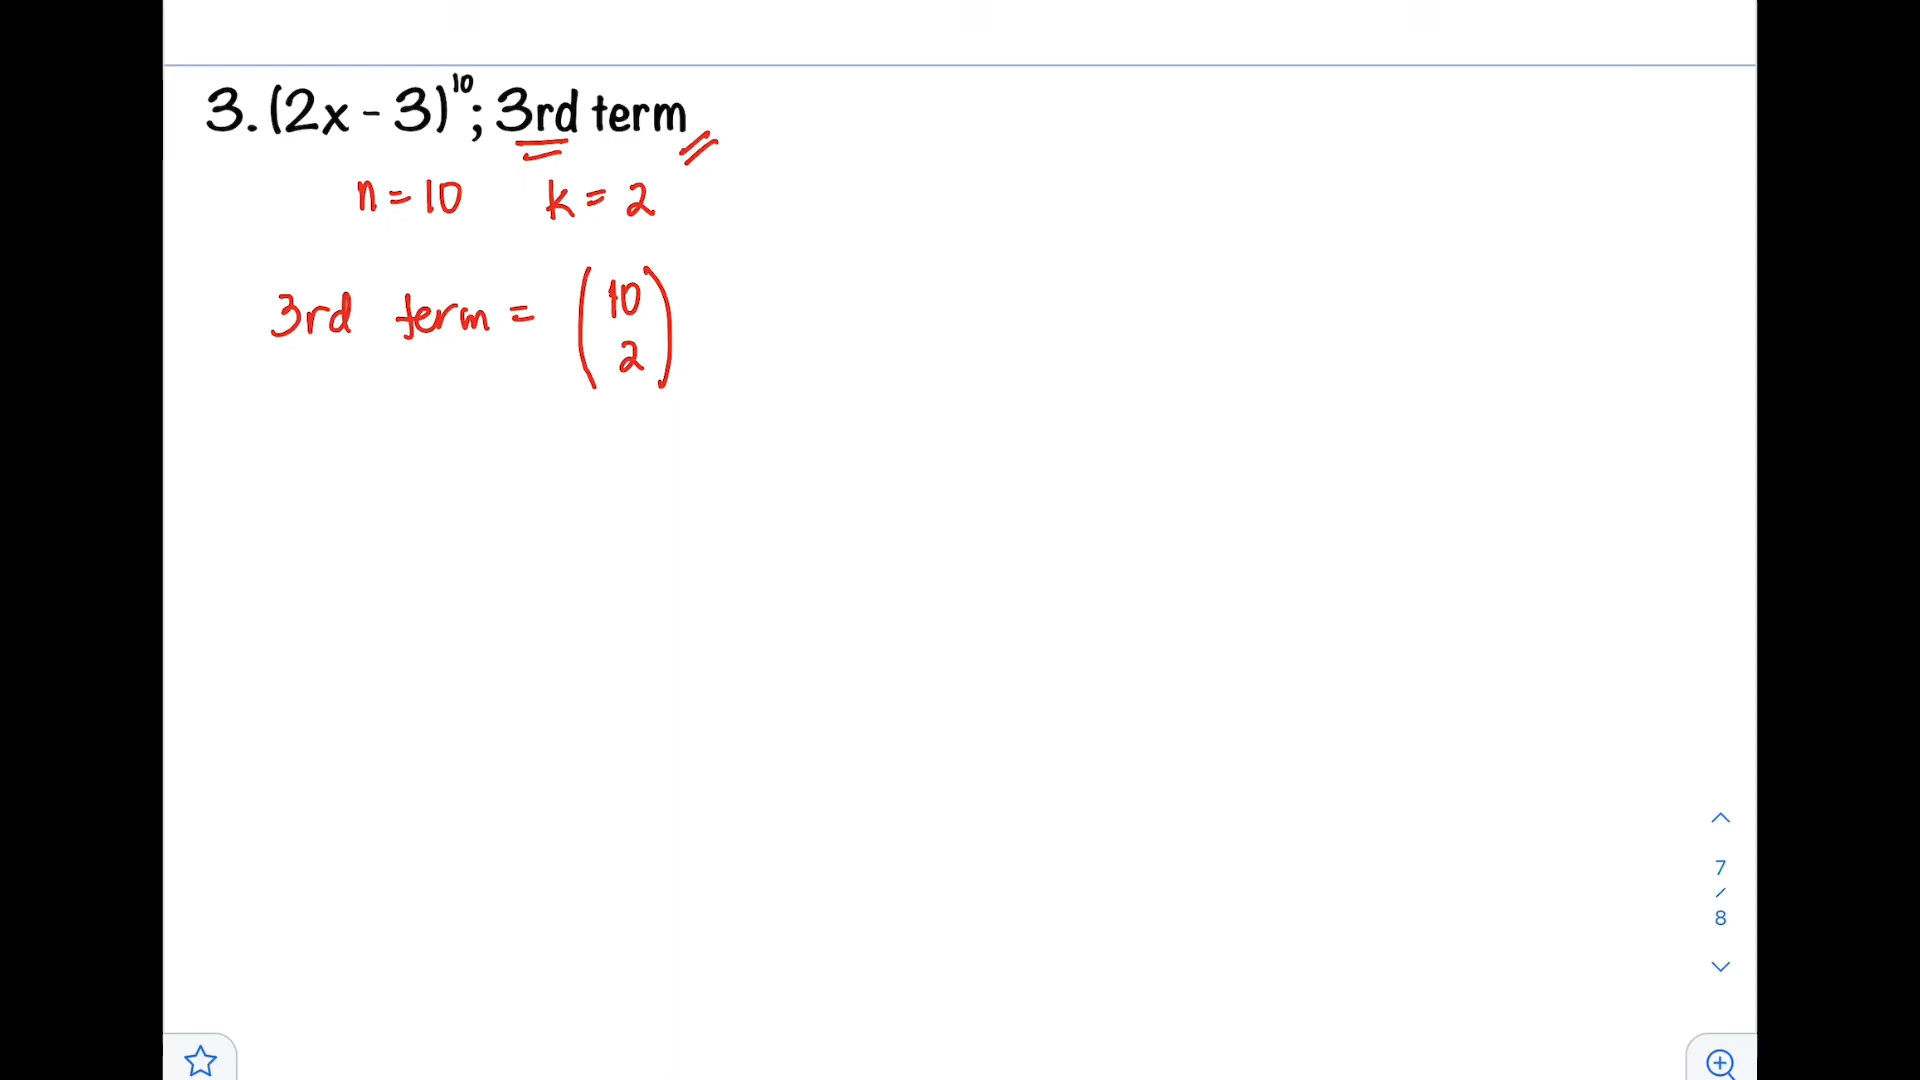 3. (2x - 3)^10; 3rd term
n = 10 k = 2
3rd term = (10
2)
7
/
8